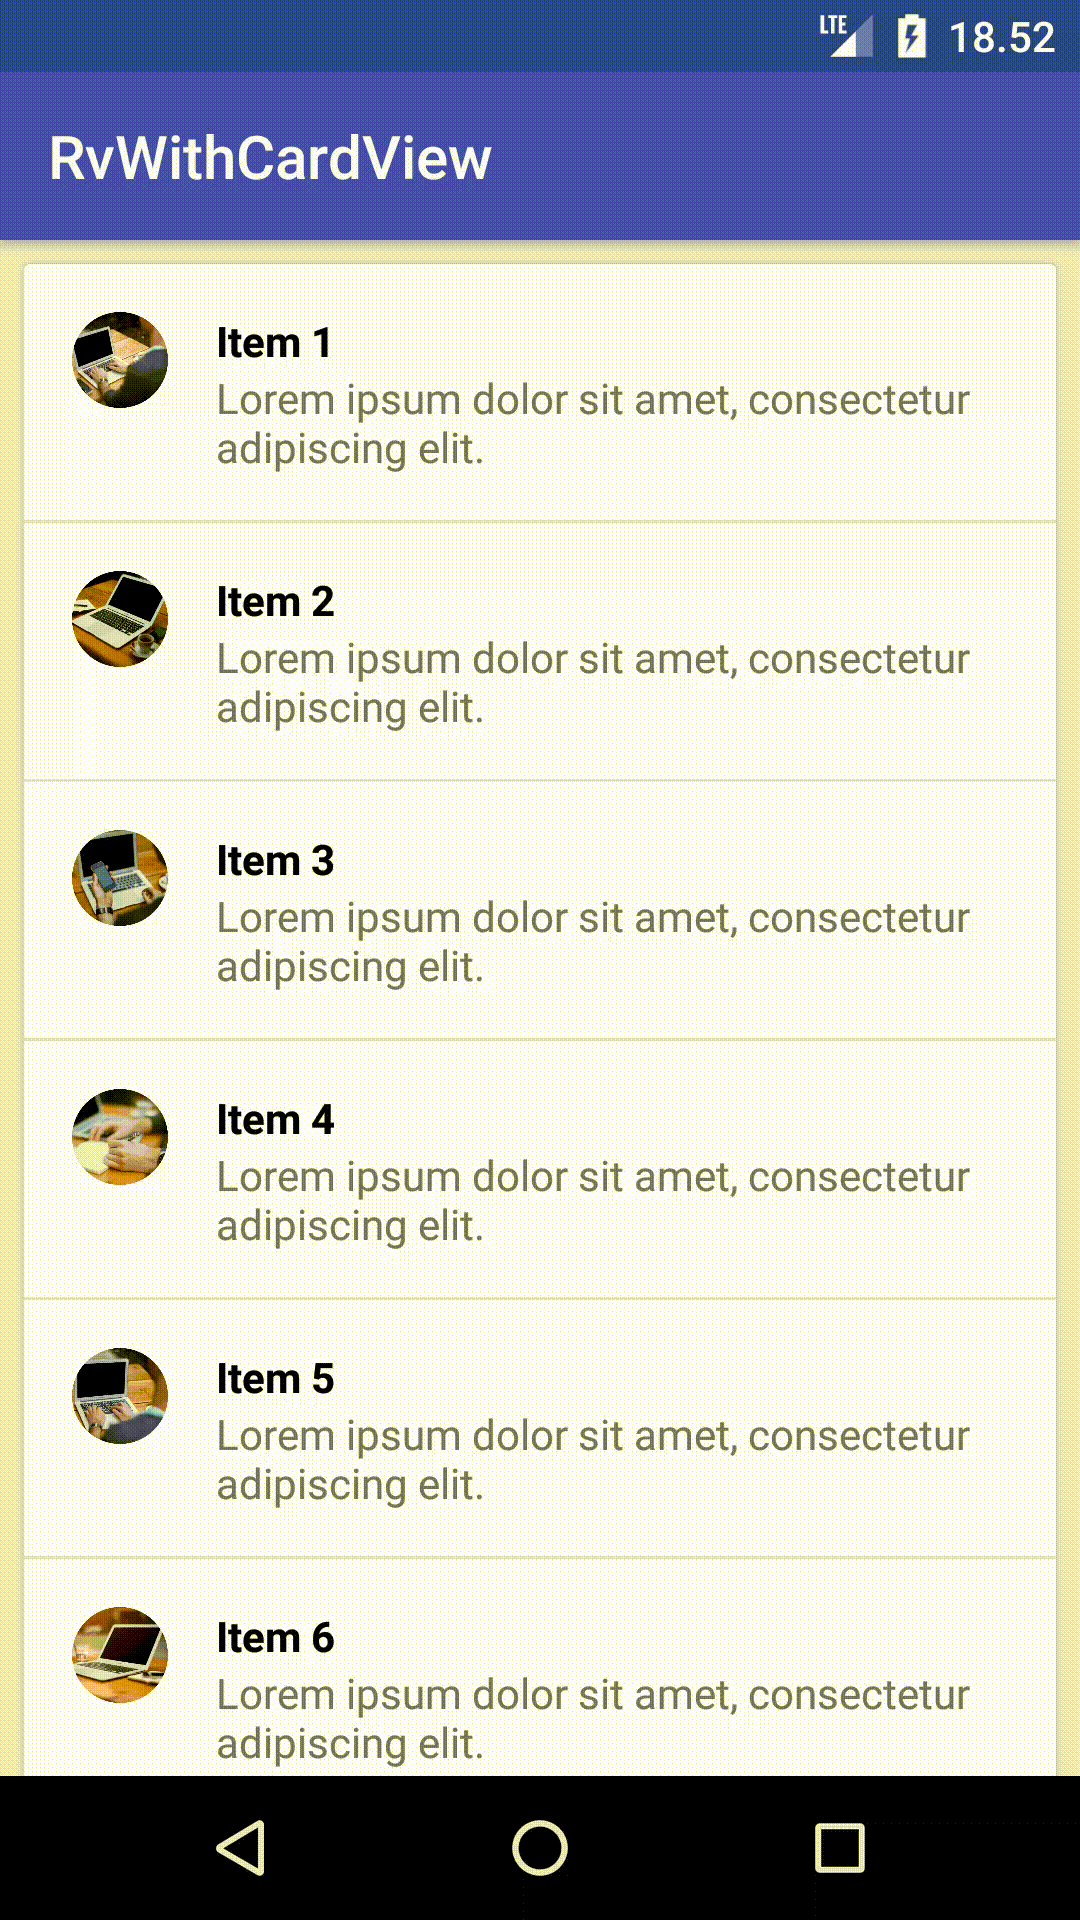 LTE 18.52
RvWithCardView
Item 1
Lorem ipsum dolor sit amet, consectetur
adipiscing elit.
Item 2
Lorem ipsum dolor sit amet, consectetur
adipiscing elit.
Item 3
Lorem ipsum dolor sit amet, consectetur
adipiscing elit.
Item 4
Lorem ipsum dolor sit amet, consectetur
adipiscing elit.
Item 5
Lorem ipsum dolor sit amet, consectetur
adipiscing elit.
Item 6
Lorem ipsum dolor sit amet, consectetur
adipiscing elit.